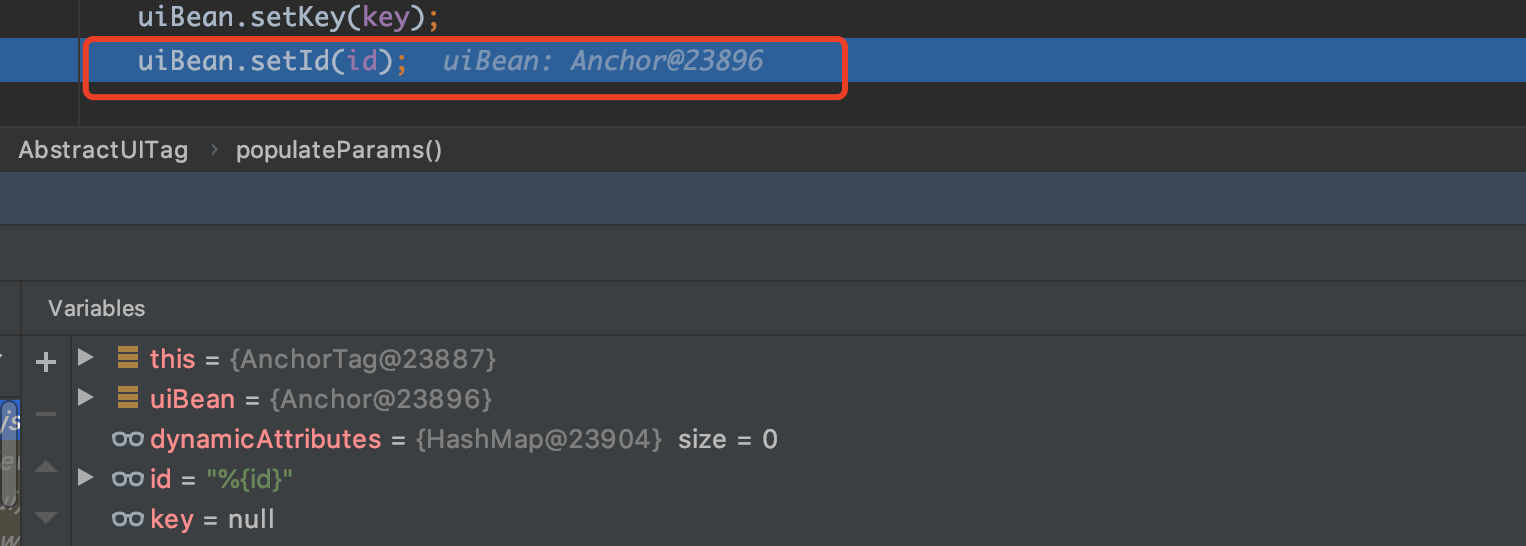 uiBean.setKey(key);
uiBean.setId(id); uiBean: Anchor@23896
AbstractUITag › populateParams()
Variables
this = {AnchorTag@23887}
uiBean = {Anchor@23896}
dynamicAttributes = {HashMap@23904} size = 0
id = "%{id}"
key = null